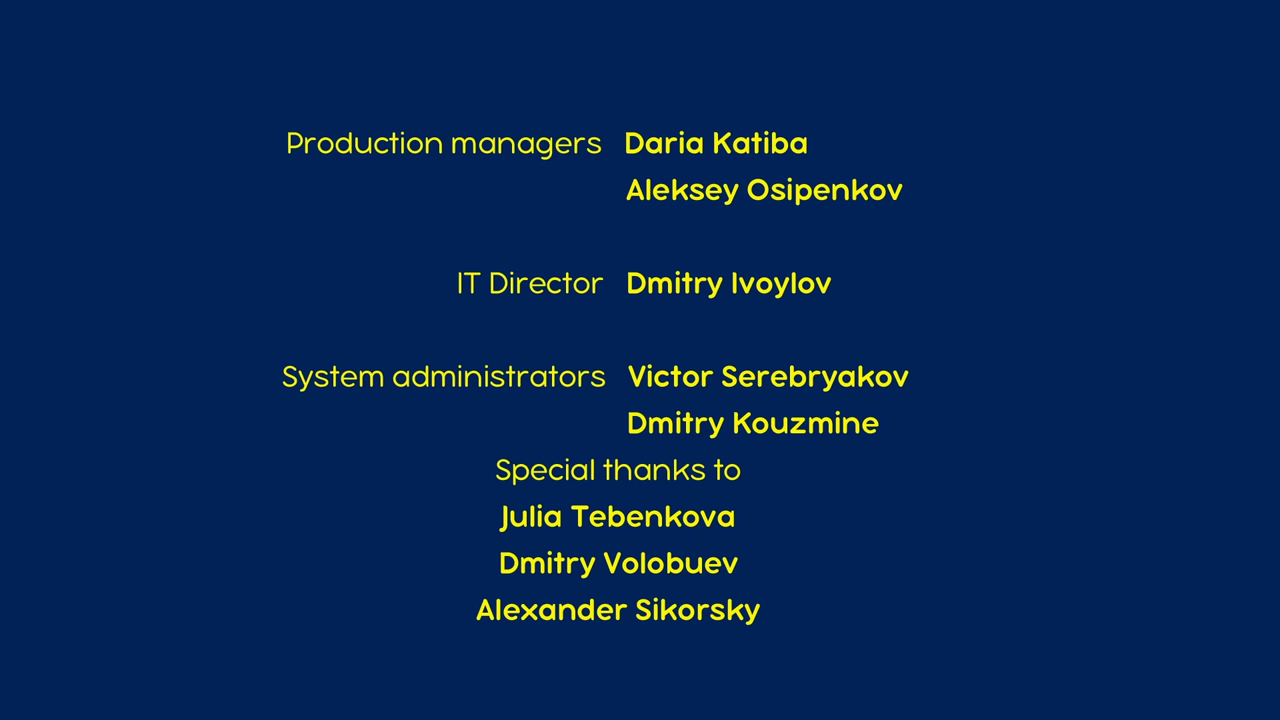 Production managers Daria Katiba
Aleksey Osipenkov
IT Director Dmitry Ivoylov
System administrators Victor Serebryakov
Dmitry Kouzmine
Special thanks to
Julia Tebenkova
Dmitry Volobuev
Alexander Sikorsky